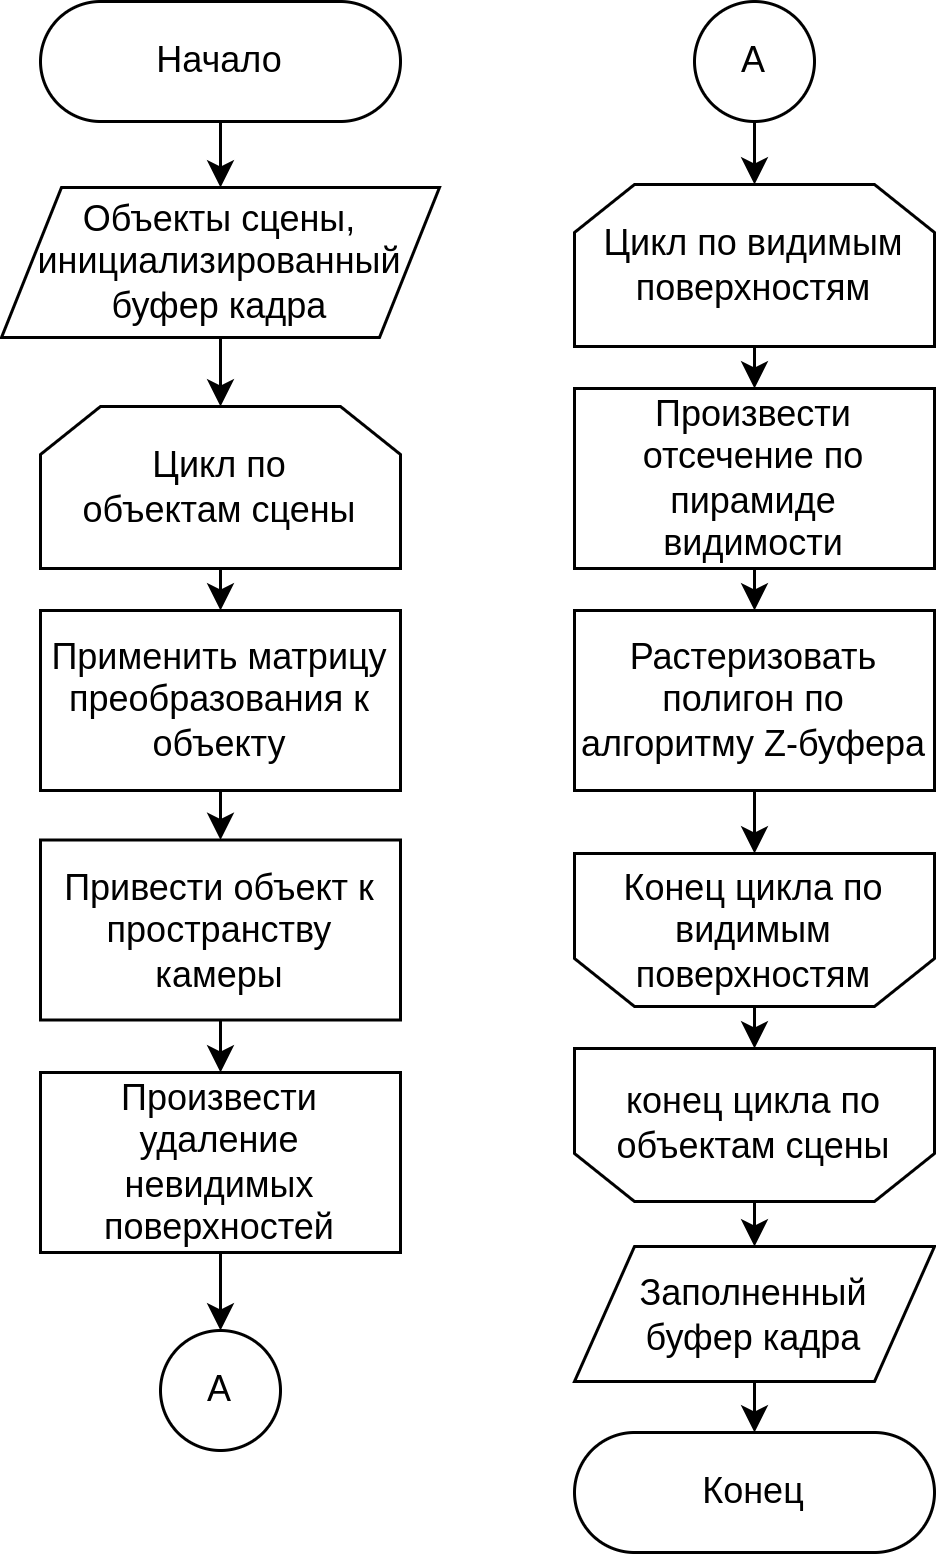 Начало
Объекты сцены,
инициализированный
буфер кадра
Цикл по
объектам сцены
Применить матрицу
преобразования к
объекту
Привести объект к
пространству
камеры
Произвести
удаление
невидимых
поверхностей
А
А
Цикл по видимым
поверхностям
Произвести
отсечение по
пирамиде
видимости
Растеризовать
полигон по
алгоритму Z-буфера
Конец цикла по
видимым
поверхностям
конец цикла по
объектам сцены
Заполненный
буфер кадра
Конец